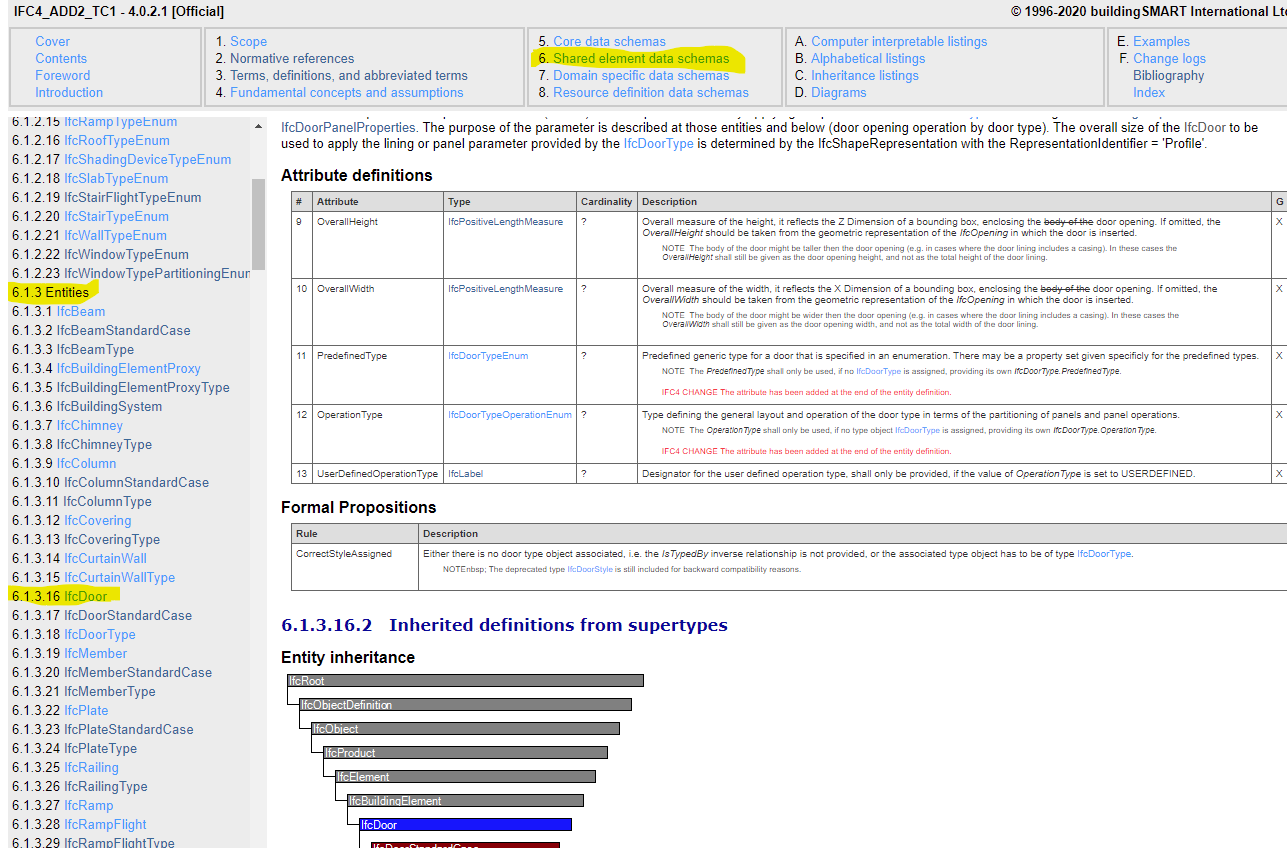 IFC4_ADD2_TC1 - 4.0.2.1 [Official]
© 1996-2020 buildingSMART International Lt
Cover
Contents
Foreword
Introduction
1. Scope
2. Normative references
3. Terms, definitions, and abbreviated terms
4. Fundamental concepts and assumptions
5. Core data schemas
6. Shared element data schemas
7. Domain specific data schemas
8. Resource definition data schemas
A. Computer interpretable listings
B. Alphabetical listings
C. Inheritance listings
D. Diagrams
E. Examples
F. Change logs
Bibliography
Index
6.1.2.15 IfcRampTypeEnum
6.1.2.16 IfcRoofTypeEnum
6.1.2.17 IfcShadingDeviceTypeEnum
6.1.2.18 IfcSlabTypeEnum
6.1.2.19 IfcStairFlightTypeEnum
6.1.2.20 IfcStairTypeEnum
6.1.2.21 IfcWallTypeEnum
6.1.2.22 IfcWindowTypeEnum
6.1.2.23 IfcWindowTypePartitioningEnum
6.1.3 Entities
6.1.3.1 IfcBeam
6.1.3.2 IfcBeamStandardCase
6.1.3.3 IfcBeamType
6.1.3.4 IfcBuildingElementProxy
6.1.3.5 IfcBuildingElementProxyType
6.1.3.6 IfcBuildingSystem
6.1.3.7 IfcChimney
6.1.3.8 IfcChimneyType
6.1.3.9 IfcColumn
6.1.3.10 IfcColumnStandardCase
6.1.3.11 IfcColumnType
6.1.3.12 IfcCovering
6.1.3.13 IfcCoveringType
6.1.3.14 IfcCurtainWall
6.1.3.15 IfcCurtainWallType
6.1.3.16 IfcDoor
6.1.3.17 IfcDoorStandardCase
6.1.3.18 IfcDoorType
6.1.3.19 IfcMember
6.1.3.20 IfcMemberStandardCase
6.1.3.21 IfcMemberType
6.1.3.22 IfcPlate
6.1.3.23 IfcPlateStandardCase
6.1.3.24 IfcPlateType
6.1.3.25 IfcRailing
6.1.3.26 IfcRailingType
6.1.3.27 IfcRamp
6.1.3.28 IfcRampFlight
6.1.3.29 IfcRampFlightType
IfcDoorPanelProperties. The purpose of the parameter is described at those entities and below (door opening operation by door type). The overall size of the IfcDoor to be
used to apply the lining or panel parameter provided by the IfcDoorType is determined by the IfcShapeRepresentation with the RepresentationIdentifier = 'Profile'.
Attribute definitions
# Attribute Type Cardinality Description G
9 OverallHeight IfcPositiveLengthMeasure ? Overall measure of the height, it reflects the Z Dimension of a bounding box, enclosing the body of the door opening. If omitted, the X
OverallHeight should be taken from the geometric representation of the IfcOpening in which the door is inserted.
NOTE The body of the door might be taller then the door opening (e.g. in cases where the door lining includes a casing). In these cases the
OverallHeight shall still be given as the door opening height, and not as the total height of the door lining.
10 OverallWidth IfcPositiveLengthMeasure ? Overall measure of the width, it reflects the X Dimension of a bounding box, enclosing the body of the door opening. If omitted, the X
OverallWidth should be taken from the geometric representation of the IfcOpening in which the door is inserted.
NOTE The body of the door might be wider then the door opening (e.g. in cases where the door lining includes a casing). In these cases the
OverallWidth shall still be given as the door opening width, and not as the total width of the door lining.
11 PredefinedType IfcDoorTypeEnum ? Predefined generic type for a door that is specified in an enumeration. There may be a property set given specificly for the predefined types. X
NOTE The PredefinedType shall only be used, if no IfcDoorType is assigned, providing its own IfcDoorType.PredefinedType.
IFC4 CHANGE The attribute has been added at the end of the entity definition.
12 OperationType IfcDoorTypeOperationEnum ? Type defining the general layout and operation of the door type in terms of the partitioning of panels and panel operations. X
NOTE The OperationType shall only be used, if no type object IfcDoorType is assigned, providing its own IfcDoorType.OperationType.
IFC4 CHANGE The attribute has been added at the end of the entity definition.
13 UserDefinedOperationType IfcLabel ? Designator for the user defined operation type, shall only be provided, if the value of OperationType is set to USERDEFINED. X
Formal Propositions
Rule Description
CorrectStyleAssigned Either there is no door type object associated, i.e. the IsTypedBy inverse relationship is not provided, or the associated type object has to be of type IfcDoorType.
NOTEnbsp; The deprecated type IfcDoorStyle is still included for backward compatibility reasons.
6.1.3.16.2 Inherited definitions from supertypes
Entity inheritance
IfcRoot
IfcObjectDefinition
IfcObject
IfcProduct
IfcElement
IfcBuildingElement
IfcDoor
IfcDoorStandardCase